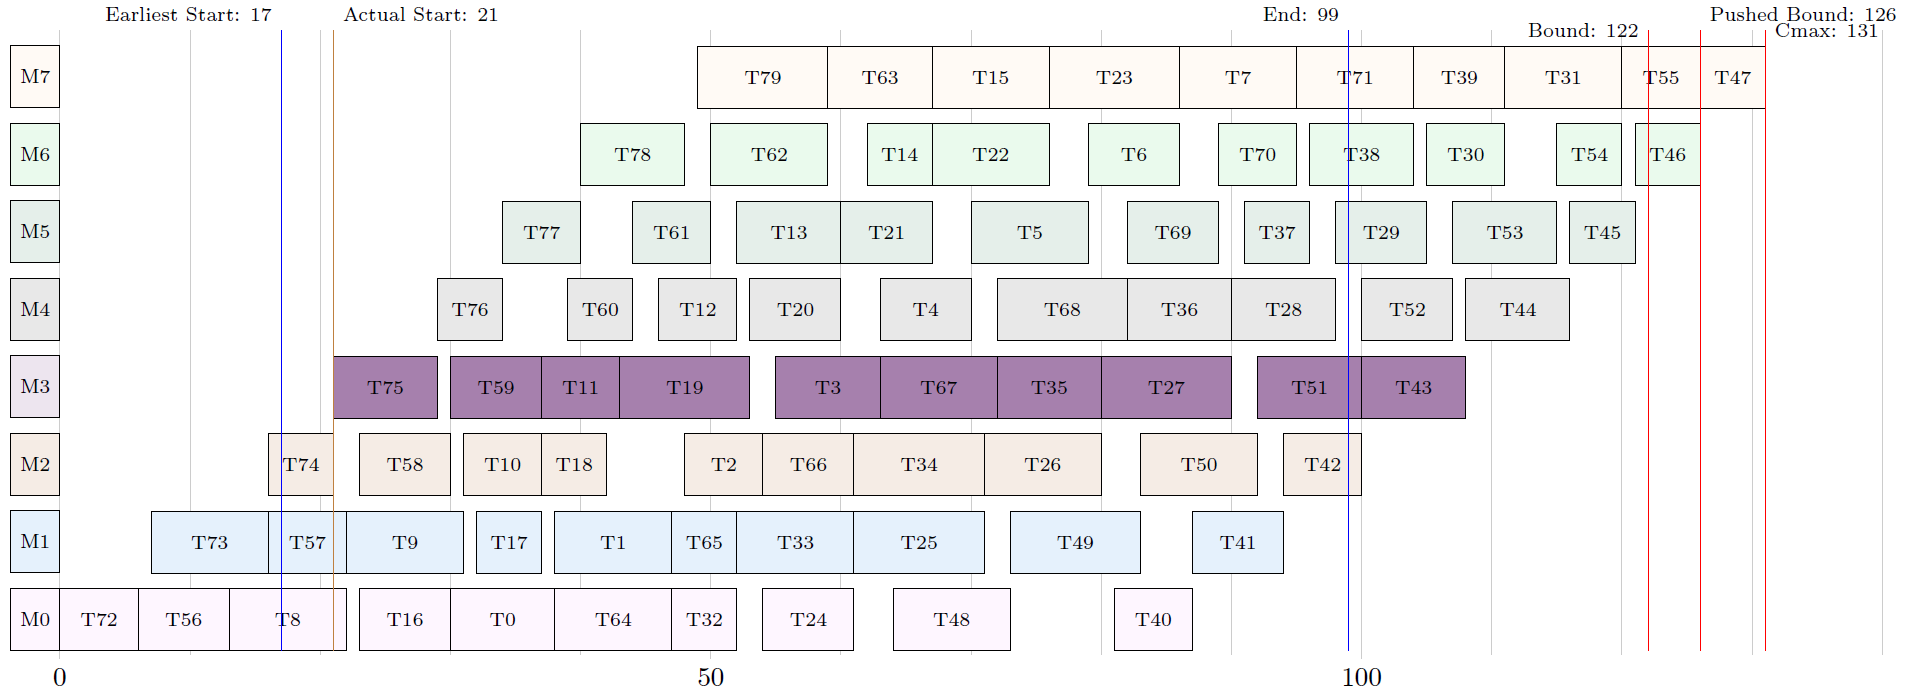 Earliest Start: 17 Actual Start: 21 End: 99 Pushed Bound: 126
Bound: 122 Cmax: 131
M7 T79 T63 T15 T23 T7 T71 T39 T31 T55 T47
M6 T78 T62 T14 T22 T6 T70 T38 T30 T54 T46
M5 T77 T61 T13 T21 T5 T69 T37 T29 T53 T45
M4 T76 T60 T12 T20 T4 T68 T36 T28 T52 T44
M3 T75 T59 T11 T19 T3 T67 T35 T27 T51 T43
M2 T74 T58 T10 T18 T2 T66 T34 T26 T50 T42
M1 T73 T57 T9 T17 T1 T65 T33 T25 T49 T41
M0 T72 T56 T8 T16 T0 T64 T32 T24 T48 T40
0 50 100